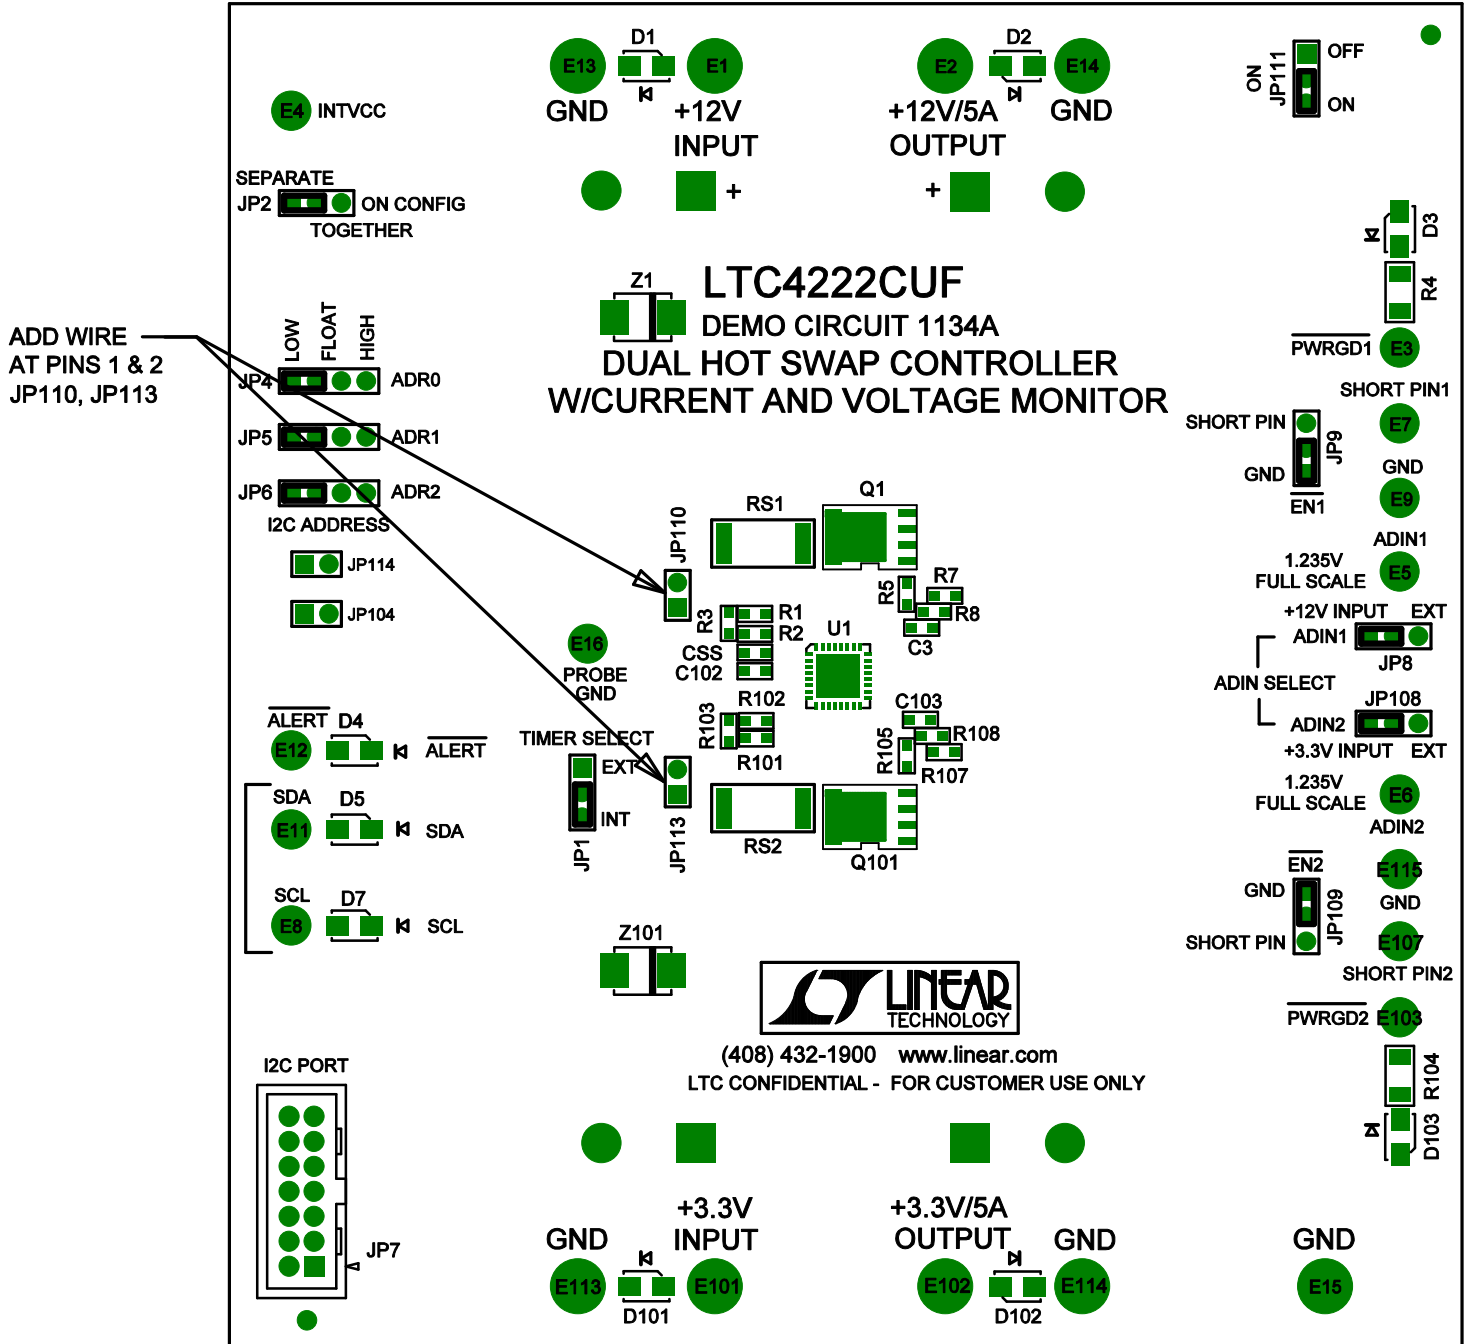 D1
D2
E13
E1
E2
E14
GND
+12V
INPUT
+12V/5A
OUTPUT
GND
+
+
ON
JP111
OFF
ON
E4
INTVCC
SEPARATE
JP2
ON CONFIG
TOGETHER
D3
R4
Z1
LTC4222CUF
DEMO CIRCUIT 1134A
DUAL HOT SWAP CONTROLLER
W/CURRENT AND VOLTAGE MONITOR
ADD WIRE
AT PINS 1 & 2
JP110, JP113
LOW
FLOAT
HIGH
JP4
ADR0
JP5
ADR1
JP6
ADR2
I2C ADDRESS
JP114
JP104
PWRGD1
E3
SHORT PIN1
E7
SHORT PIN
JP9
GND
EN1
GND
E9
ADIN1
1.235V
FULL SCALE
E5
+12V INPUT
EXT
ADIN1
JP8
ADIN SELECT
JP108
ADIN2
+3.3V INPUT
EXT
1.235V
FULL SCALE
E6
ADIN2
JP110
RS1
Q1
R5
R7
R8
C3
R3
R1
R2
CSS
C102
U1
E16
PROBE
GND
R103
R102
R101
C103
R105
R108
R107
TIMER SELECT
EXT
INT
JP1
JP113
RS2
Q101
ALERT
E12
D4
ALERT
SDA
E11
D5
SDA
SCL
E8
D7
SCL
EN2
GND
JP109
SHORT PIN
E115
GND
E107
SHORT PIN2
PWRGD2
E103
R104
D103
Z101
LINEAR
TECHNOLOGY
(408) 432-1900
www.linear.com
LTC CONFIDENTIAL - FOR CUSTOMER USE ONLY
I2C PORT
JP7
+3.3V
INPUT
GND
+3.3V/5A
OUTPUT
GND
GND
E113
E101
D101
E102
E114
D102
E15